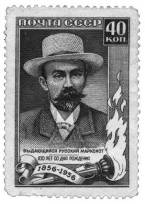 ПОЧТА СССР
40
КОП.
ВЫДАЮЩИЙСЯ РУССКИЙ МАРКСИСТ
100 ЛЕТ СО ДНЯ РОЖДЕНИЯ
1856-1956